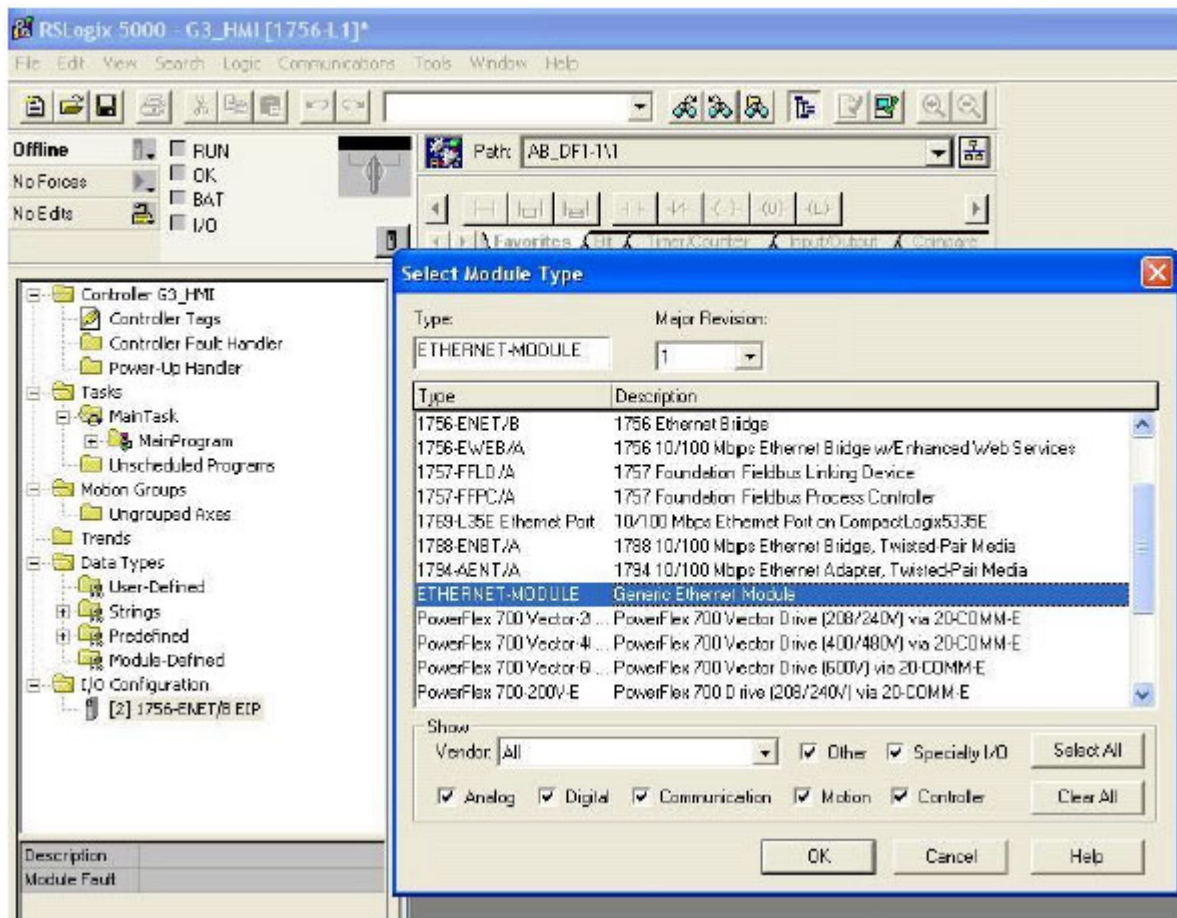 RSLogix 5000 - G3_HMI [1756-L1]*
File Edit View Search Logic Communications Tools Window Help
Offline
RUN
No Forces
OK
No Edits
BAT
I/O
Path: AB_DF1-1\1
Favorites Bit Timer/Counter Input/Output Compare
Controller G3_HMI
Controller Tags
Controller Fault Handler
Power-Up Handler
Tasks
MainTask
MainProgram
Unscheduled Programs
Motion Groups
Ungrouped Axes
Trends
Data Types
User-Defined
Strings
Predefined
Module-Defined
I/O Configuration
[2] 1756-ENET/B EIP
Description
Module Fault
Select Module Type
Type: Major Revision:
ETHERNET-MODULE 1
Type Description
1756-ENET/B 1756 Ethernet Bridge
1756-EWEB/A 1756 10/100 Mbps Ethernet Bridge w/Enhanced Web Services
1757-FFLD/A 1757 Foundation Fieldbus Linking Device
1757-FFPC/A 1757 Foundation Fieldbus Process Controller
1769-L35E Ethernet Port 10/100 Mbps Ethernet Port on CompactLogix5335E
1788-ENBT/A 1788 10/100 Mbps Ethernet Bridge, Twisted-Pair Media
1794-AENT/A 1794 10/100 Mbps Ethernet Adapter, Twisted-Pair Media
ETHERNET-MODULE Generic Ethernet Module
PowerFlex 700 Vector-2... PowerFlex 700 Vector Drive (208/240V) via 20-COMM-E
PowerFlex 700 Vector-4... PowerFlex 700 Vector Drive (400/480V) via 20-COMM-E
PowerFlex 700 Vector-6... PowerFlex 700 Vector Drive (600V) via 20-COMM-E
PowerFlex 700-200V-E PowerFlex 700 Drive (208/240V) via 20-COMM-E
Show
Vendor: All Other Specialty I/O Select All
Analog Digital Communication Motion Controller Clear All
OK Cancel Help